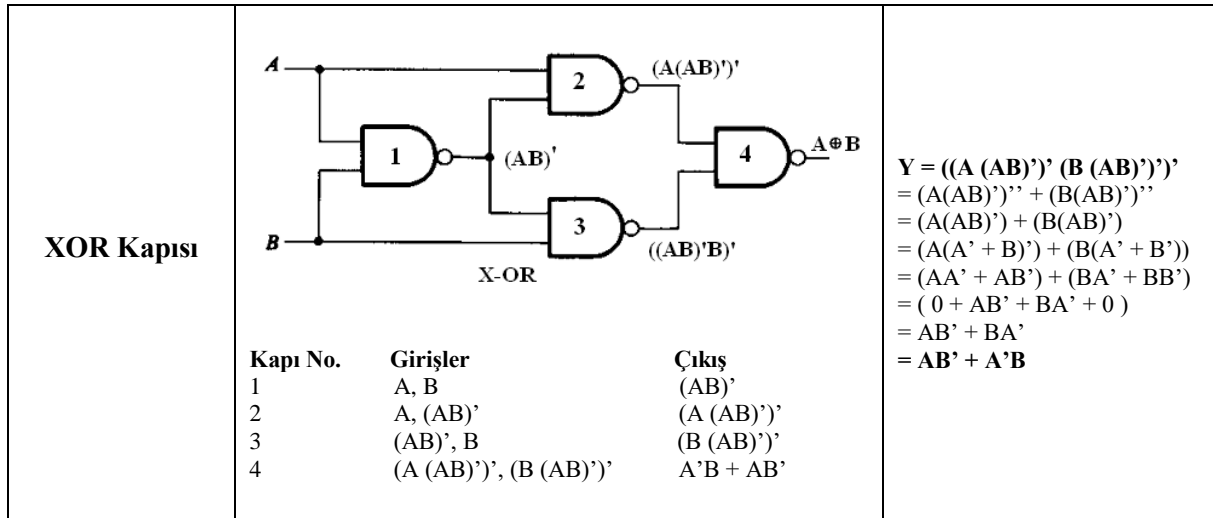 XOR Kapısı
A
2
(A(AB)')'
1
(AB)'
4
A⊕B
B
3
((AB)'B)'
X-OR
Kapı No. Girişler Çıkış
1 A, B (AB)’
2 A, (AB)’ (A (AB)’)’
3 (AB)’, B (B (AB)’)’
4 (A (AB)’)’, (B (AB)’)’ A’B + AB’
Y = ((A (AB)’)’ (B (AB)’)’)’
= (A(AB)’)’’ + (B(AB)’)’’
= (A(AB)’) + (B(AB)’)
= (A(A’ + B)’) + (B(A’ + B’))
= (AA’ + AB’) + (BA’ + BB’)
= ( 0 + AB’ + BA’ + 0 )
= AB’ + BA’
= AB’ + A’B